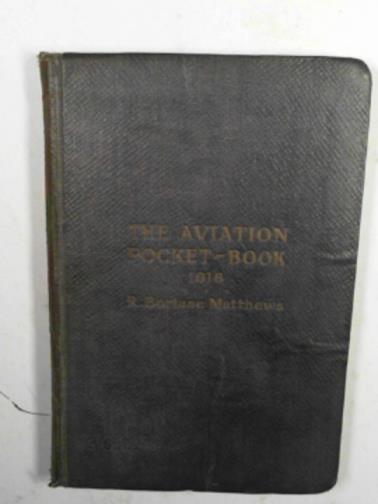 THE AVIATION
POCKET-BOOK
1918
R. Borlase Matthews